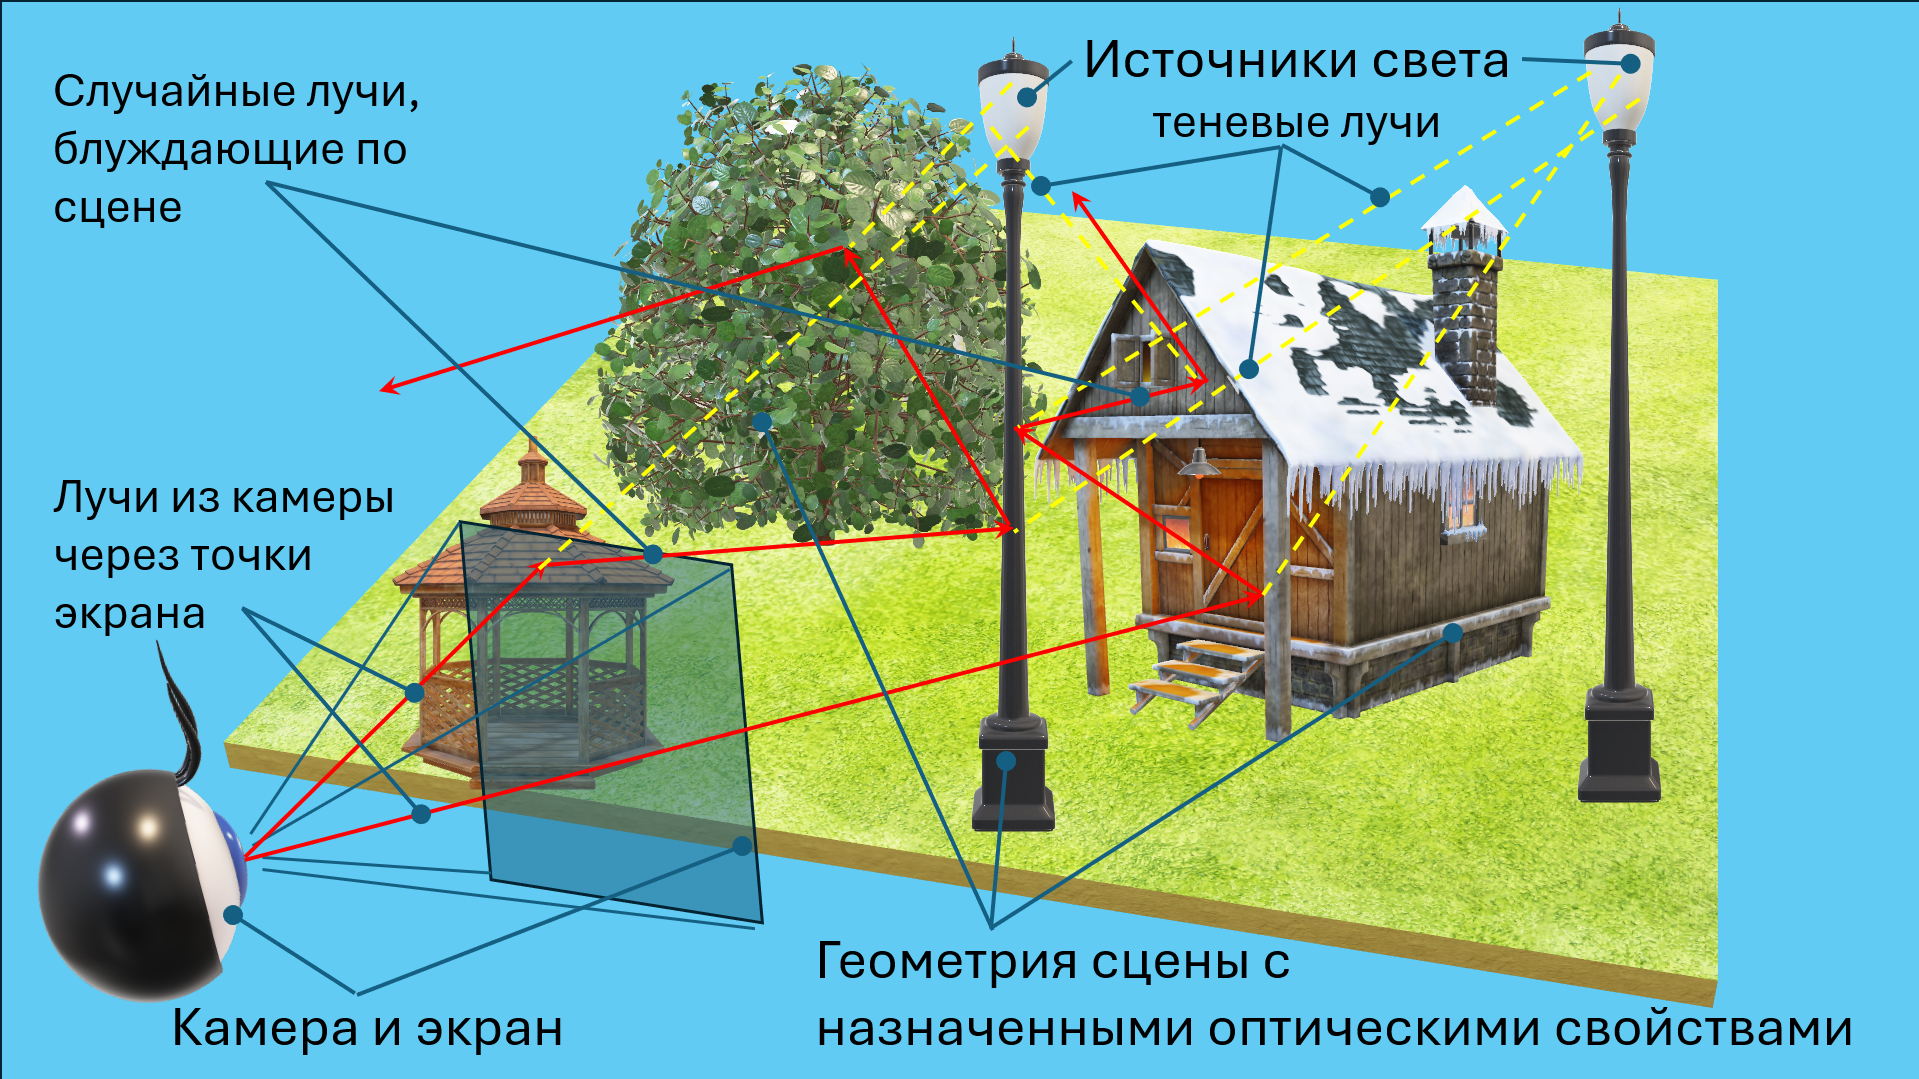 Источники света
теневые лучи
Случайные лучи,
блуждающие по
сцене
Лучи из камеры
через точки
экрана
Камера и экран
Геометрия сцены с
назначенными оптическими свойствами